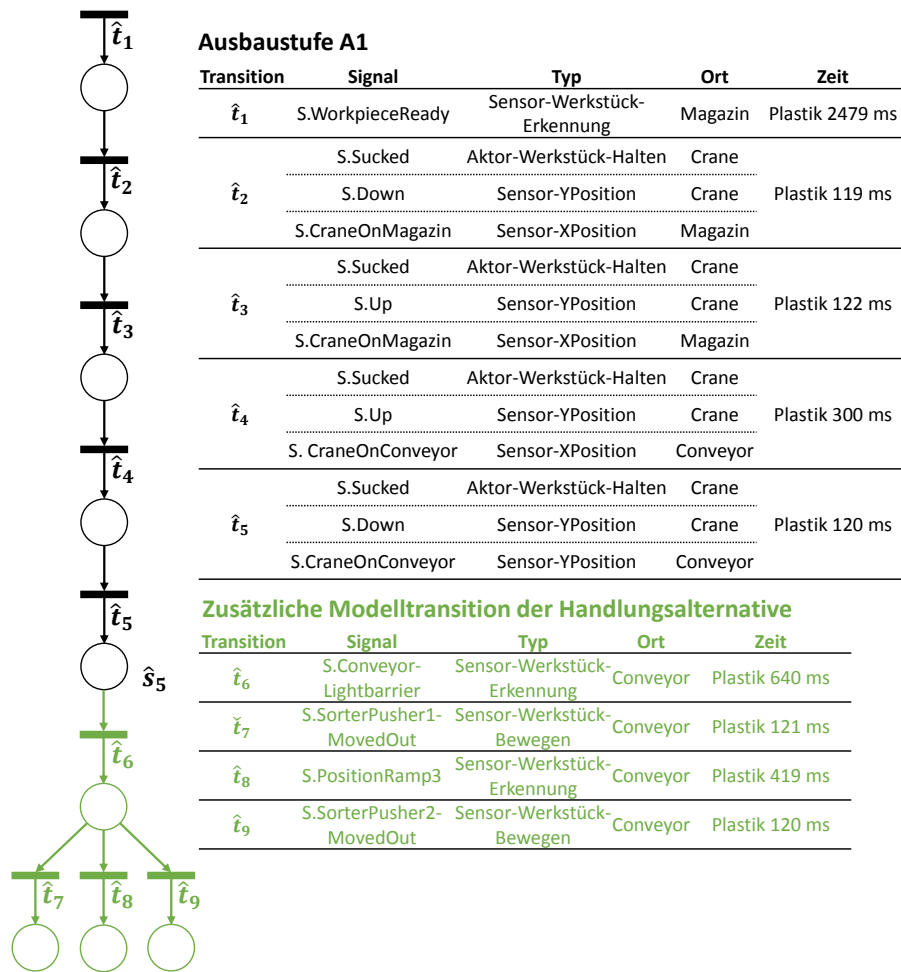 t̂1
t̂2
t̂3
t̂4
t̂5
ŝ5
t̂6
t̂7 t̂8 t̂9
Ausbaustufe A1
Transition Signal Typ Ort Zeit
t̂1 S.WorkpieceReady Sensor-Werkstück-
Erkennung Magazin Plastik 2479 ms
S.Sucked Aktor-Werkstück-Halten Crane
t̂2 S.Down Sensor-YPosition Crane Plastik 119 ms
S.CraneOnMagazin Sensor-XPosition Magazin
S.Sucked Aktor-Werkstück-Halten Crane
t̂3 S.Up Sensor-YPosition Crane Plastik 122 ms
S.CraneOnMagazin Sensor-XPosition Magazin
S.Sucked Aktor-Werkstück-Halten Crane
t̂4 S.Up Sensor-YPosition Crane Plastik 300 ms
S. CraneOnConveyor Sensor-XPosition Conveyor
S.Sucked Aktor-Werkstück-Halten Crane
t̂5 S.Down Sensor-YPosition Crane Plastik 120 ms
S.CraneOnConveyor Sensor-YPosition Conveyor
Zusätzliche Modelltransition der Handlungsalternative
Transition Signal Typ Ort Zeit
t̂6 S.Conveyor-
Lightbarrier Sensor-Werkstück-
Erkennung Conveyor Plastik 640 ms
ť7 S.SorterPusher1-
MovedOut Sensor-Werkstück-
Bewegen Conveyor Plastik 121 ms
t̂8 S.PositionRamp3 Sensor-Werkstück-
Erkennung Conveyor Plastik 419 ms
t̂9 S.SorterPusher2-
MovedOut Sensor-Werkstück-
Bewegen Conveyor Plastik 120 ms